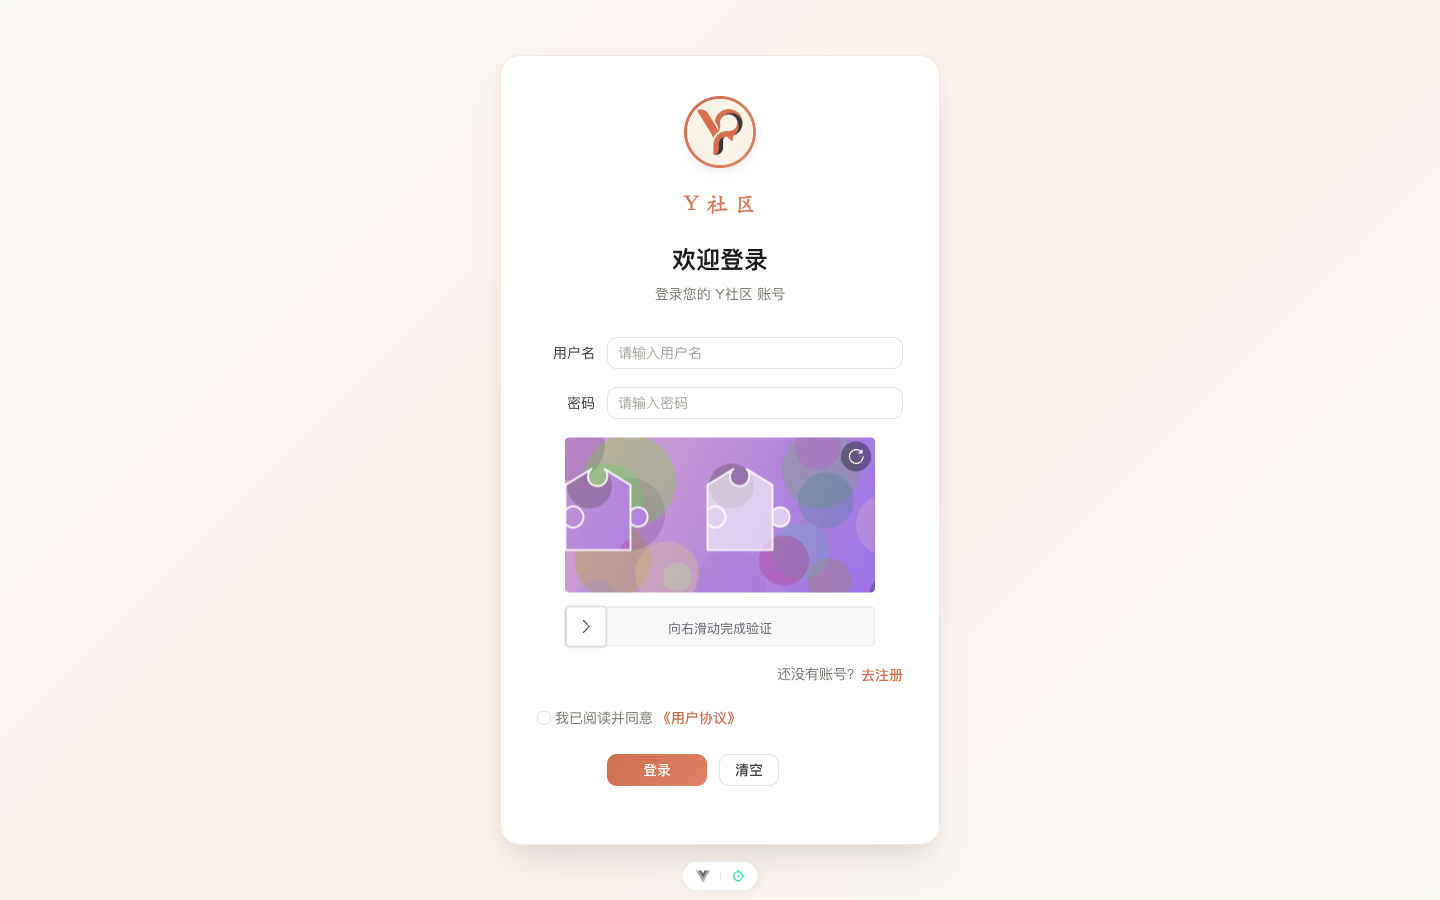 Y社区
欢迎登录
登录您的 Y社区 账号
用户名 请输入用户名
密码 请输入密码
向右滑动完成验证
还没有账号? 去注册
我已阅读并同意 《用户协议》
登录 清空